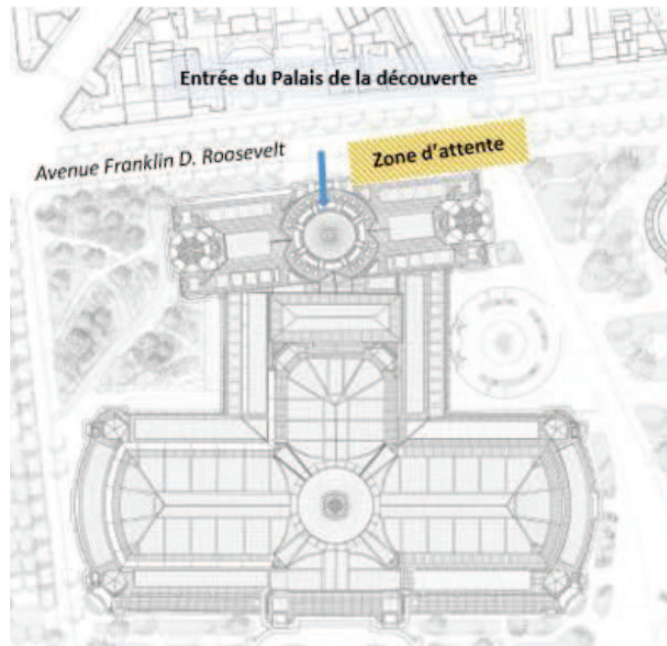 Entrée du Palais de la découverte
Avenue Franklin D. Roosevelt
Zone d'attente